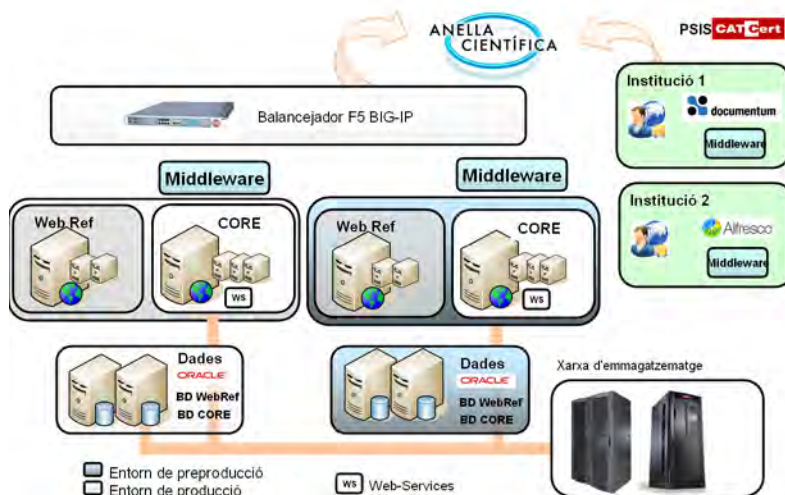 ANELLA
CIENTÍFICA
PSIS CATCert
Balancejador F5 BIG-IP
Institució 1
documentum
Middleware
Middleware
Middleware
Web Ref
CORE
WS
Web Ref
CORE
WS
Institució 2
Alfresco
Middleware
Dades
ORACLE
BD WebRef
BD CORE
Dades
ORACLE
BD WebRef
BD CORE
Xarxa d'emmagatzematge
Entorn de preproducció
Entorn de producció
WS Web-Services